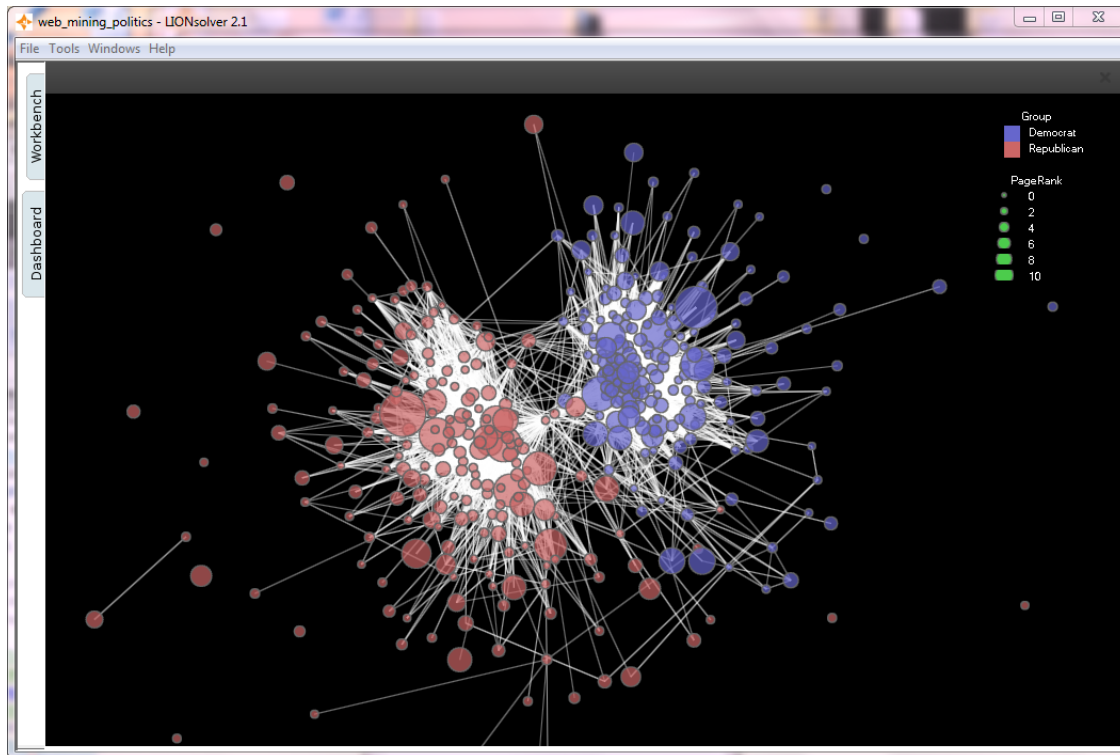 web_mining_politics - LIONsolver 2.1
File Tools Windows Help
Workbench
Dashboard
Group
Democrat
Republican
PageRank
0
2
4
6
8
10